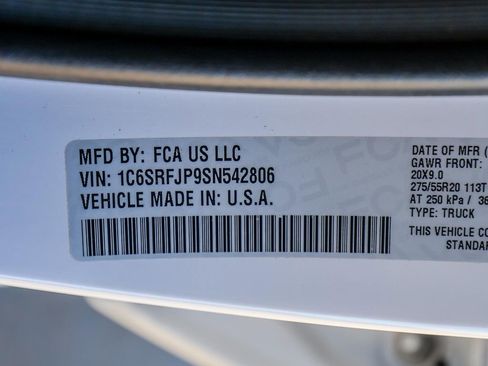 MFD BY: FCA US LLC
VIN: 1C6SRFJP9SN542806
VEHICLE MADE IN: U.S.A.
DATE OF MFR (
GAWR FRONT:
20X9.0
275/55R20 113T
AT 250 kPa / 36
TYPE: TRUCK
THIS VEHICLE CO
STANDAR